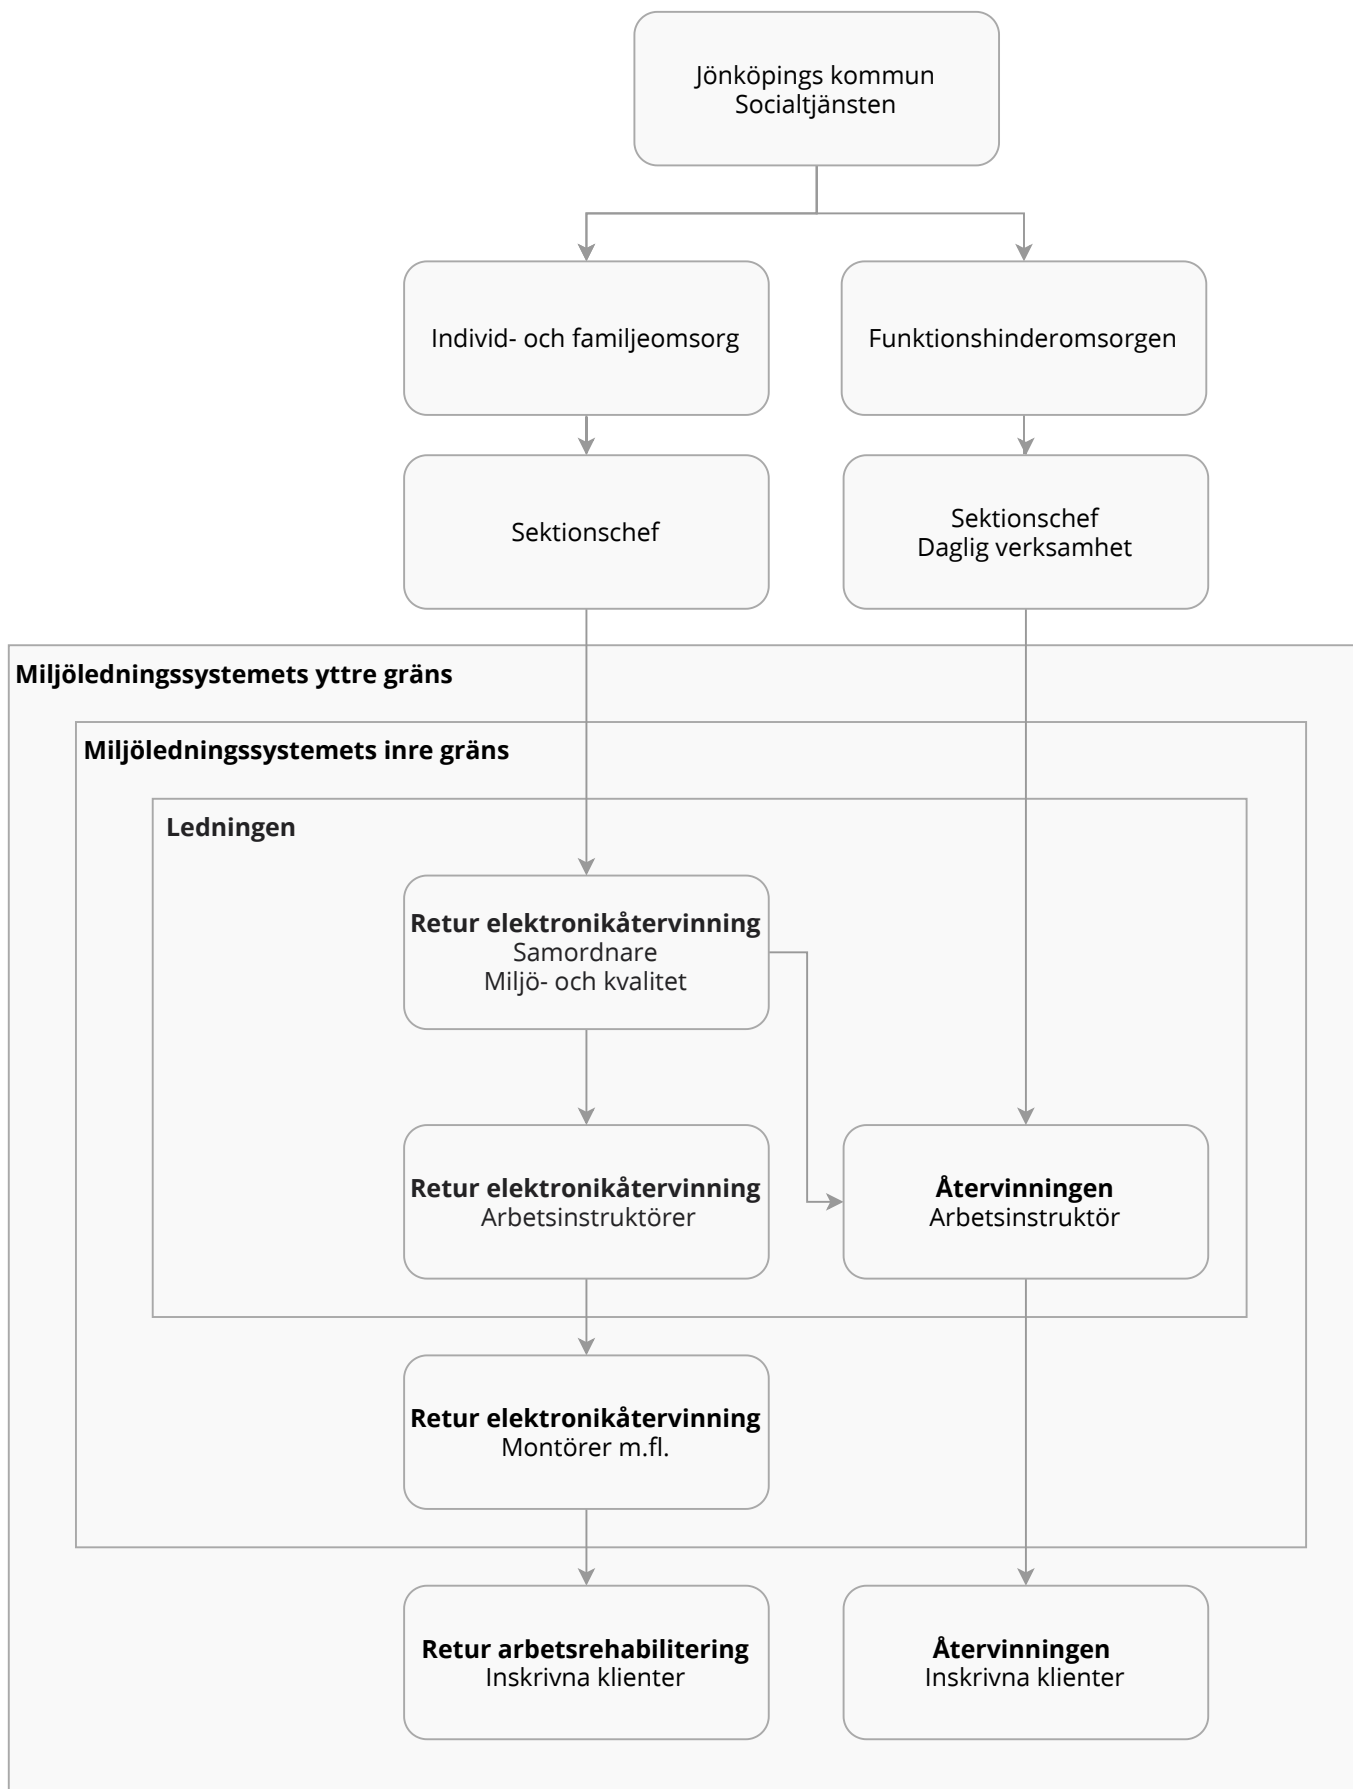 Jönköpings kommun
Socialtjänsten
Individ- och familjeomsorg
Funktionshinderomsorgen
Sektionschef
Sektionschef
Daglig verksamhet
Miljöledningssystemets yttre gräns
Miljöledningssystemets inre gräns
Ledningen
Retur elektronikåtervinning
Samordnare
Miljö- och kvalitet
Retur elektronikåtervinning
Arbetsinstruktörer
Återvinningen
Arbetsinstruktör
Retur elektronikåtervinning
Montörer m.fl.
Retur arbetsrehabilitering
Inskrivna klienter
Återvinningen
Inskrivna klienter